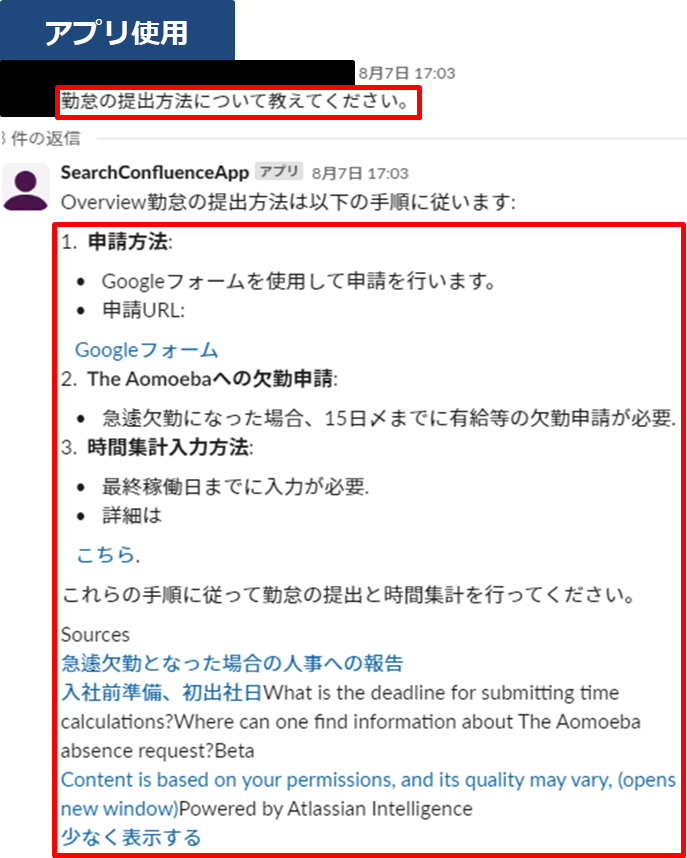 アプリ使用
8月7日 17:03
勤怠の提出方法について教えてください。
件の返信
SearchConfluenceApp アプリ 8月7日 17:03
Overview勤怠の提出方法は以下の手順に従います:
1. 申請方法:
• Googleフォームを使用して申請を行います。
• 申請URL:
Googleフォーム
2. The Aomoebaへの欠勤申請:
• 急遽欠勤になった場合、15日〆までに有給等の欠勤申請が必要.
3. 時間集計入力方法:
• 最終稼働日までに入力が必要.
• 詳細は
こちら.
これらの手順に従って勤怠の提出と時間集計を行ってください。
Sources
急遽欠勤となった場合の人事への報告
入社前準備、初出社日What is the deadline for submitting time
calculations?Where can one find information about The Aomoeba
absence request?Beta
Content is based on your permissions, and its quality may vary, (opens
new window)Powered by Atlassian Intelligence
少なく表示する